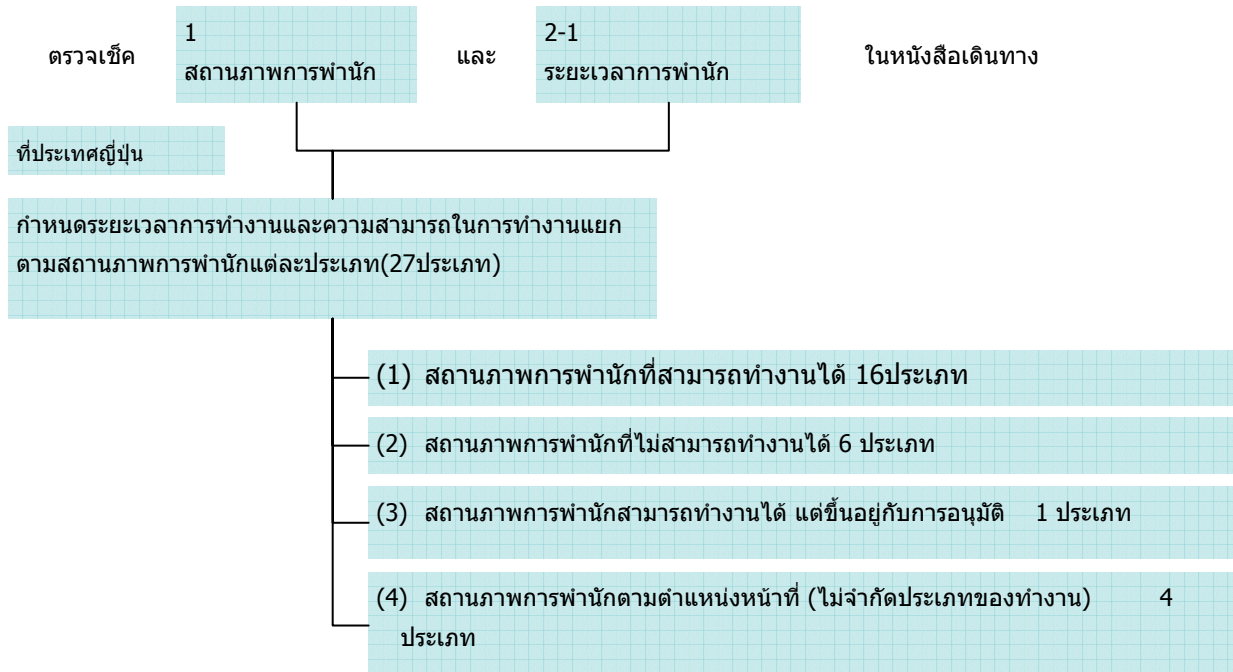 ตรวจเช็ค 1 สถานภาพการพำนัก และ 2-1 ระยะเวลาการพำนัก ในหนังสือเดินทาง
ที่ประเทศญี่ปุ่น
กำหนดระยะเวลาการทำงานและความสามารถในการทำงานแยก
ตามสถานภาพการพำนักแต่ละประเภท(27ประเภท)
(1) สถานภาพการพำนักที่สามารถทำงานได้ 16ประเภท
(2) สถานภาพการพำนักที่ไม่สามารถทำงานได้ 6 ประเภท
(3) สถานภาพการพำนักสามารถทำงานได้ แต่ขึ้นอยู่กับการอนุมัติ 1 ประเภท
(4) สถานภาพการพำนักตามตำแหน่งหน้าที่ (ไม่จำกัดประเภทของทำงาน) 4
ประเภท